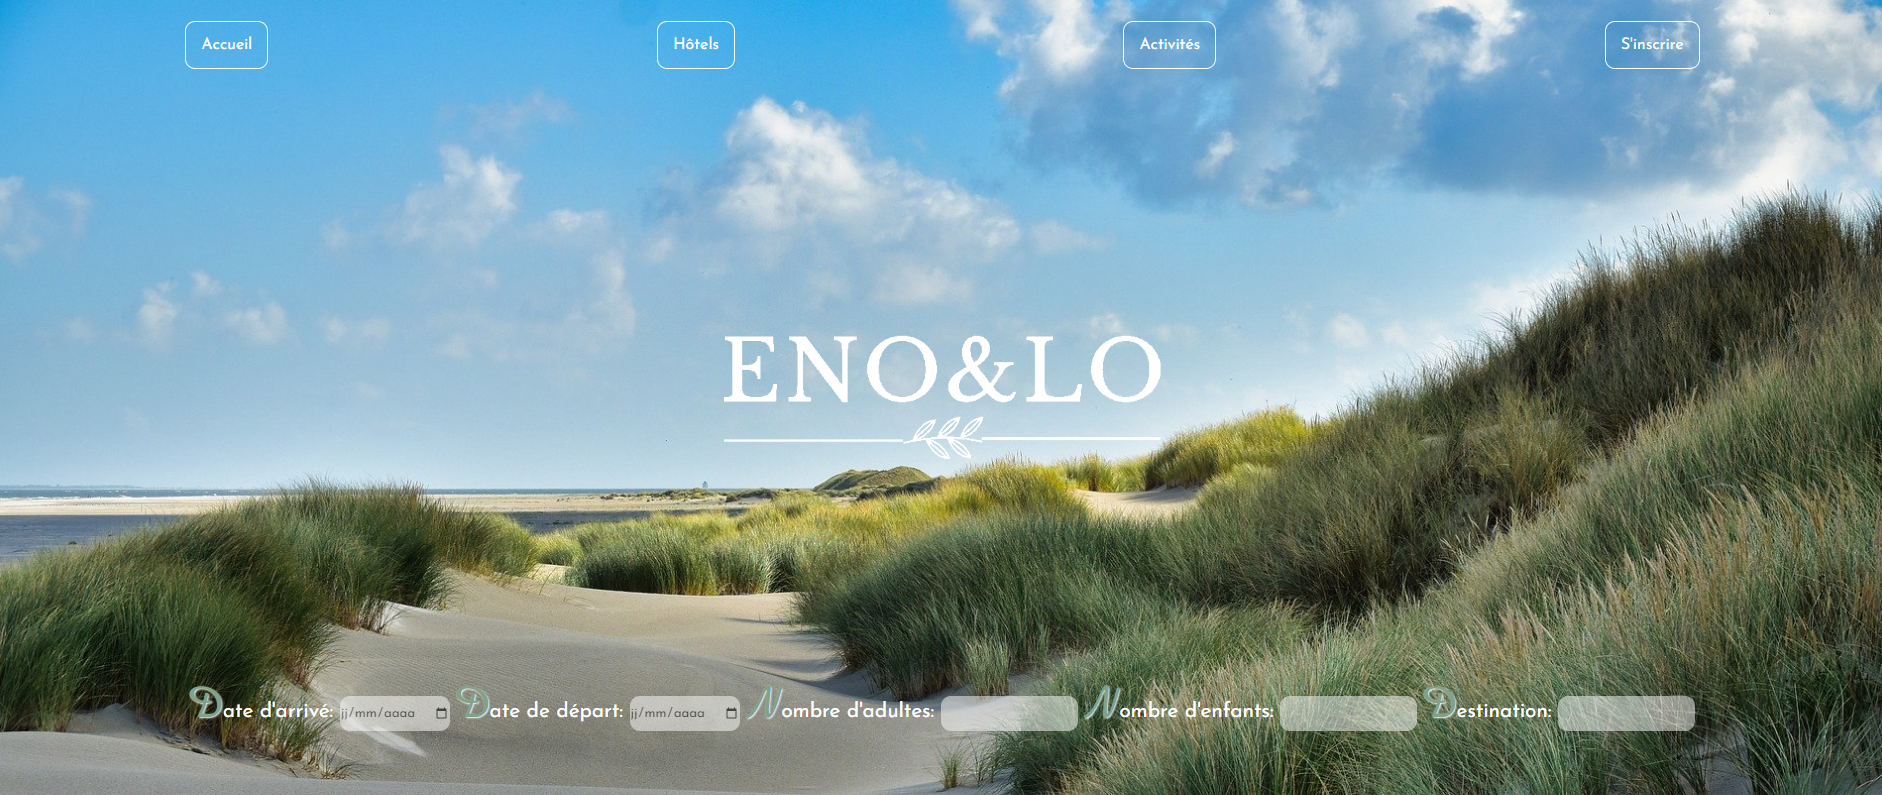 Accueil Hôtels Activités S'inscrire
ENO&LO
Date d'arrivé: jj/mm/aaaa Date de départ: jj/mm/aaaa Nombre d'adultes: Nombre d'enfants: Destination: